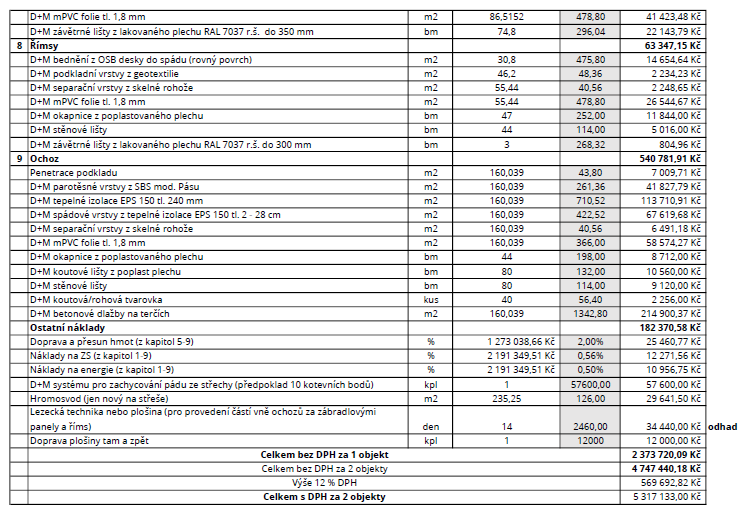 D+M mPVC folie tl. 1,8 mm m2 86,5152 478,80 41 423,48 Kč
D+M závětrné lišty z lakovaného plechu RAL 7037 r.š. do 350 mm bm 74,8 296,04 22 143,79 Kč
8 Římsy 63 347,15 Kč
D+M bednění z OSB desky do spádu (rovný povrch) m2 30,8 475,80 14 654,64 Kč
D+M podkladní vrstvy z geotextilie m2 46,2 48,36 2 234,23 Kč
D+M separační vrstvy z skelné rohože m2 55,44 40,56 2 248,65 Kč
D+M mPVC folie tl. 1,8 mm m2 55,44 478,80 26 544,67 Kč
D+M okapnice z poplastovaného plechu bm 47 252,00 11 844,00 Kč
D+M stěnové lišty bm 44 114,00 5 016,00 Kč
D+M závětrné lišty z lakovaného plechu RAL 7037 r.š. do 300 mm bm 3 268,32 804,96 Kč
9 Ochoz 540 781,91 Kč
Penetrace podkladu m2 160,039 43,80 7 009,71 Kč
D+M parotěsné vrstvy z SBS mod. Pásu m2 160,039 261,36 41 827,79 Kč
D+M tepelné izolace EPS 150 tl. 240 mm m2 160,039 710,52 113 710,91 Kč
D+M spádové vrstvy z tepelné izolace EPS 150 tl. 2 - 28 cm m2 160,039 422,52 67 619,68 Kč
D+M separační vrstvy z skelné rohože m2 160,039 40,56 6 491,18 Kč
D+M mPVC folie tl. 1,8 mm m2 160,039 366,00 58 574,27 Kč
D+M okapnice z poplastovaného plechu bm 44 198,00 8 712,00 Kč
D+M koutové lišty z poplast plechu bm 80 132,00 10 560,00 Kč
D+M stěnové lišty bm 80 114,00 9 120,00 Kč
D+M koutová/rohová tvarovka kus 40 56,40 2 256,00 Kč
D+M betonové dlažby na terčích m2 160,039 1342,80 214 900,37 Kč
Ostatní náklady 182 370,58 Kč
Doprava a přesun hmot (z kapitol 5-9) % 1 273 038,66 Kč 2,00% 25 460,77 Kč
Náklady na ZS (z kapitol 1-9) % 2 191 349,51 Kč 0,56% 12 271,56 Kč
Náklady na energie (z kapitol 1-9) % 2 191 349,51 Kč 0,50% 10 956,75 Kč
D+M systému pro zachycování pádu ze střechy (předpoklad 10 kotevních bodů) kpl 1 57600,00 57 600,00 Kč
Hromosvod (jen nový na střeše) m2 235,25 126,00 29 641,50 Kč
Lezecká technika nebo plošina (pro provedení částí vně ochozů za zábradlovými
panely a říms) den 14 2460,00 34 440,00 Kč odhad
Doprava plošiny tam a zpět kpl 1 12000 12 000,00 Kč
Celkem bez DPH za 1 objekt 2 373 720,09 Kč
Celkem bez DPH za 2 objekty 4 747 440,18 Kč
Výše 12 % DPH 569 692,82 Kč
Celkem s DPH za 2 objekty 5 317 133,00 Kč